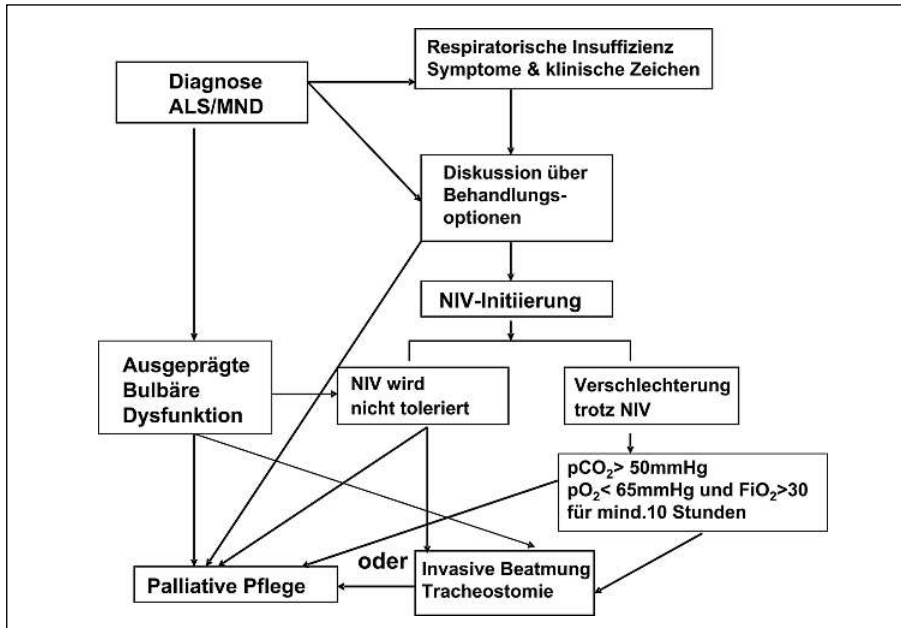 Respiratorische Insuffizienz
Symptome & klinische Zeichen
Diagnose
ALS/MND
Diskussion über
Behandlungs-
optionen
NIV-Initiierung
Ausgeprägte
Bulbäre
Dysfunktion
NIV wird
nicht toleriert
Verschlechterung
trotz NIV
pCO₂> 50mmHg
pO₂< 65mmHg und FiO₂>30
für mind.10 Stunden
oder
Palliative Pflege
Invasive Beatmung
Tracheostomie